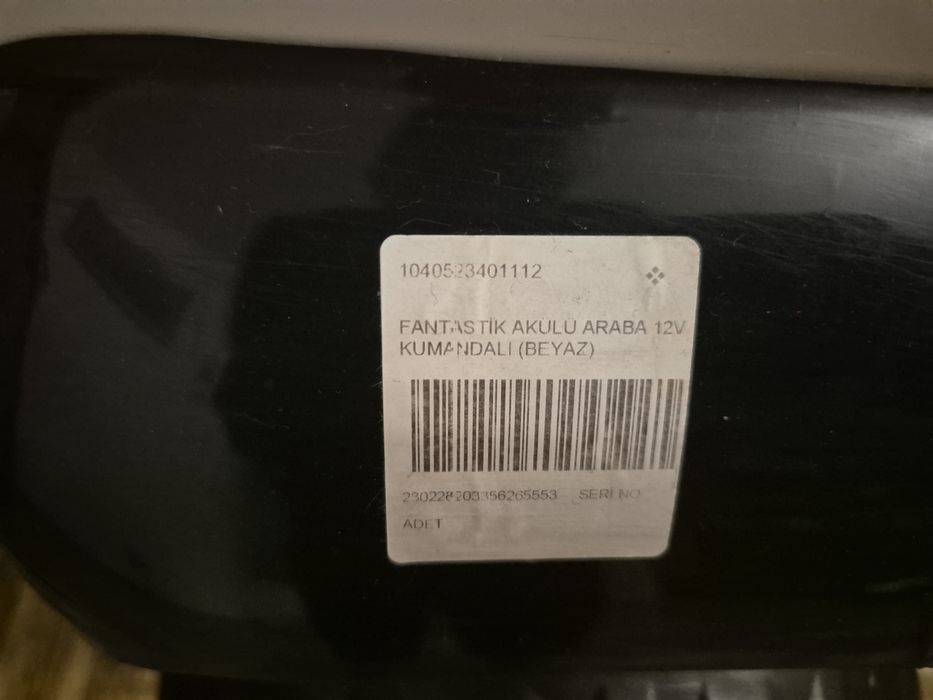 1040523401112
FANTASTİK AKÜLÜ ARABA 12V
KUMANDALI (BEYAZ)
230228203356265553 SERİ NO
ADET